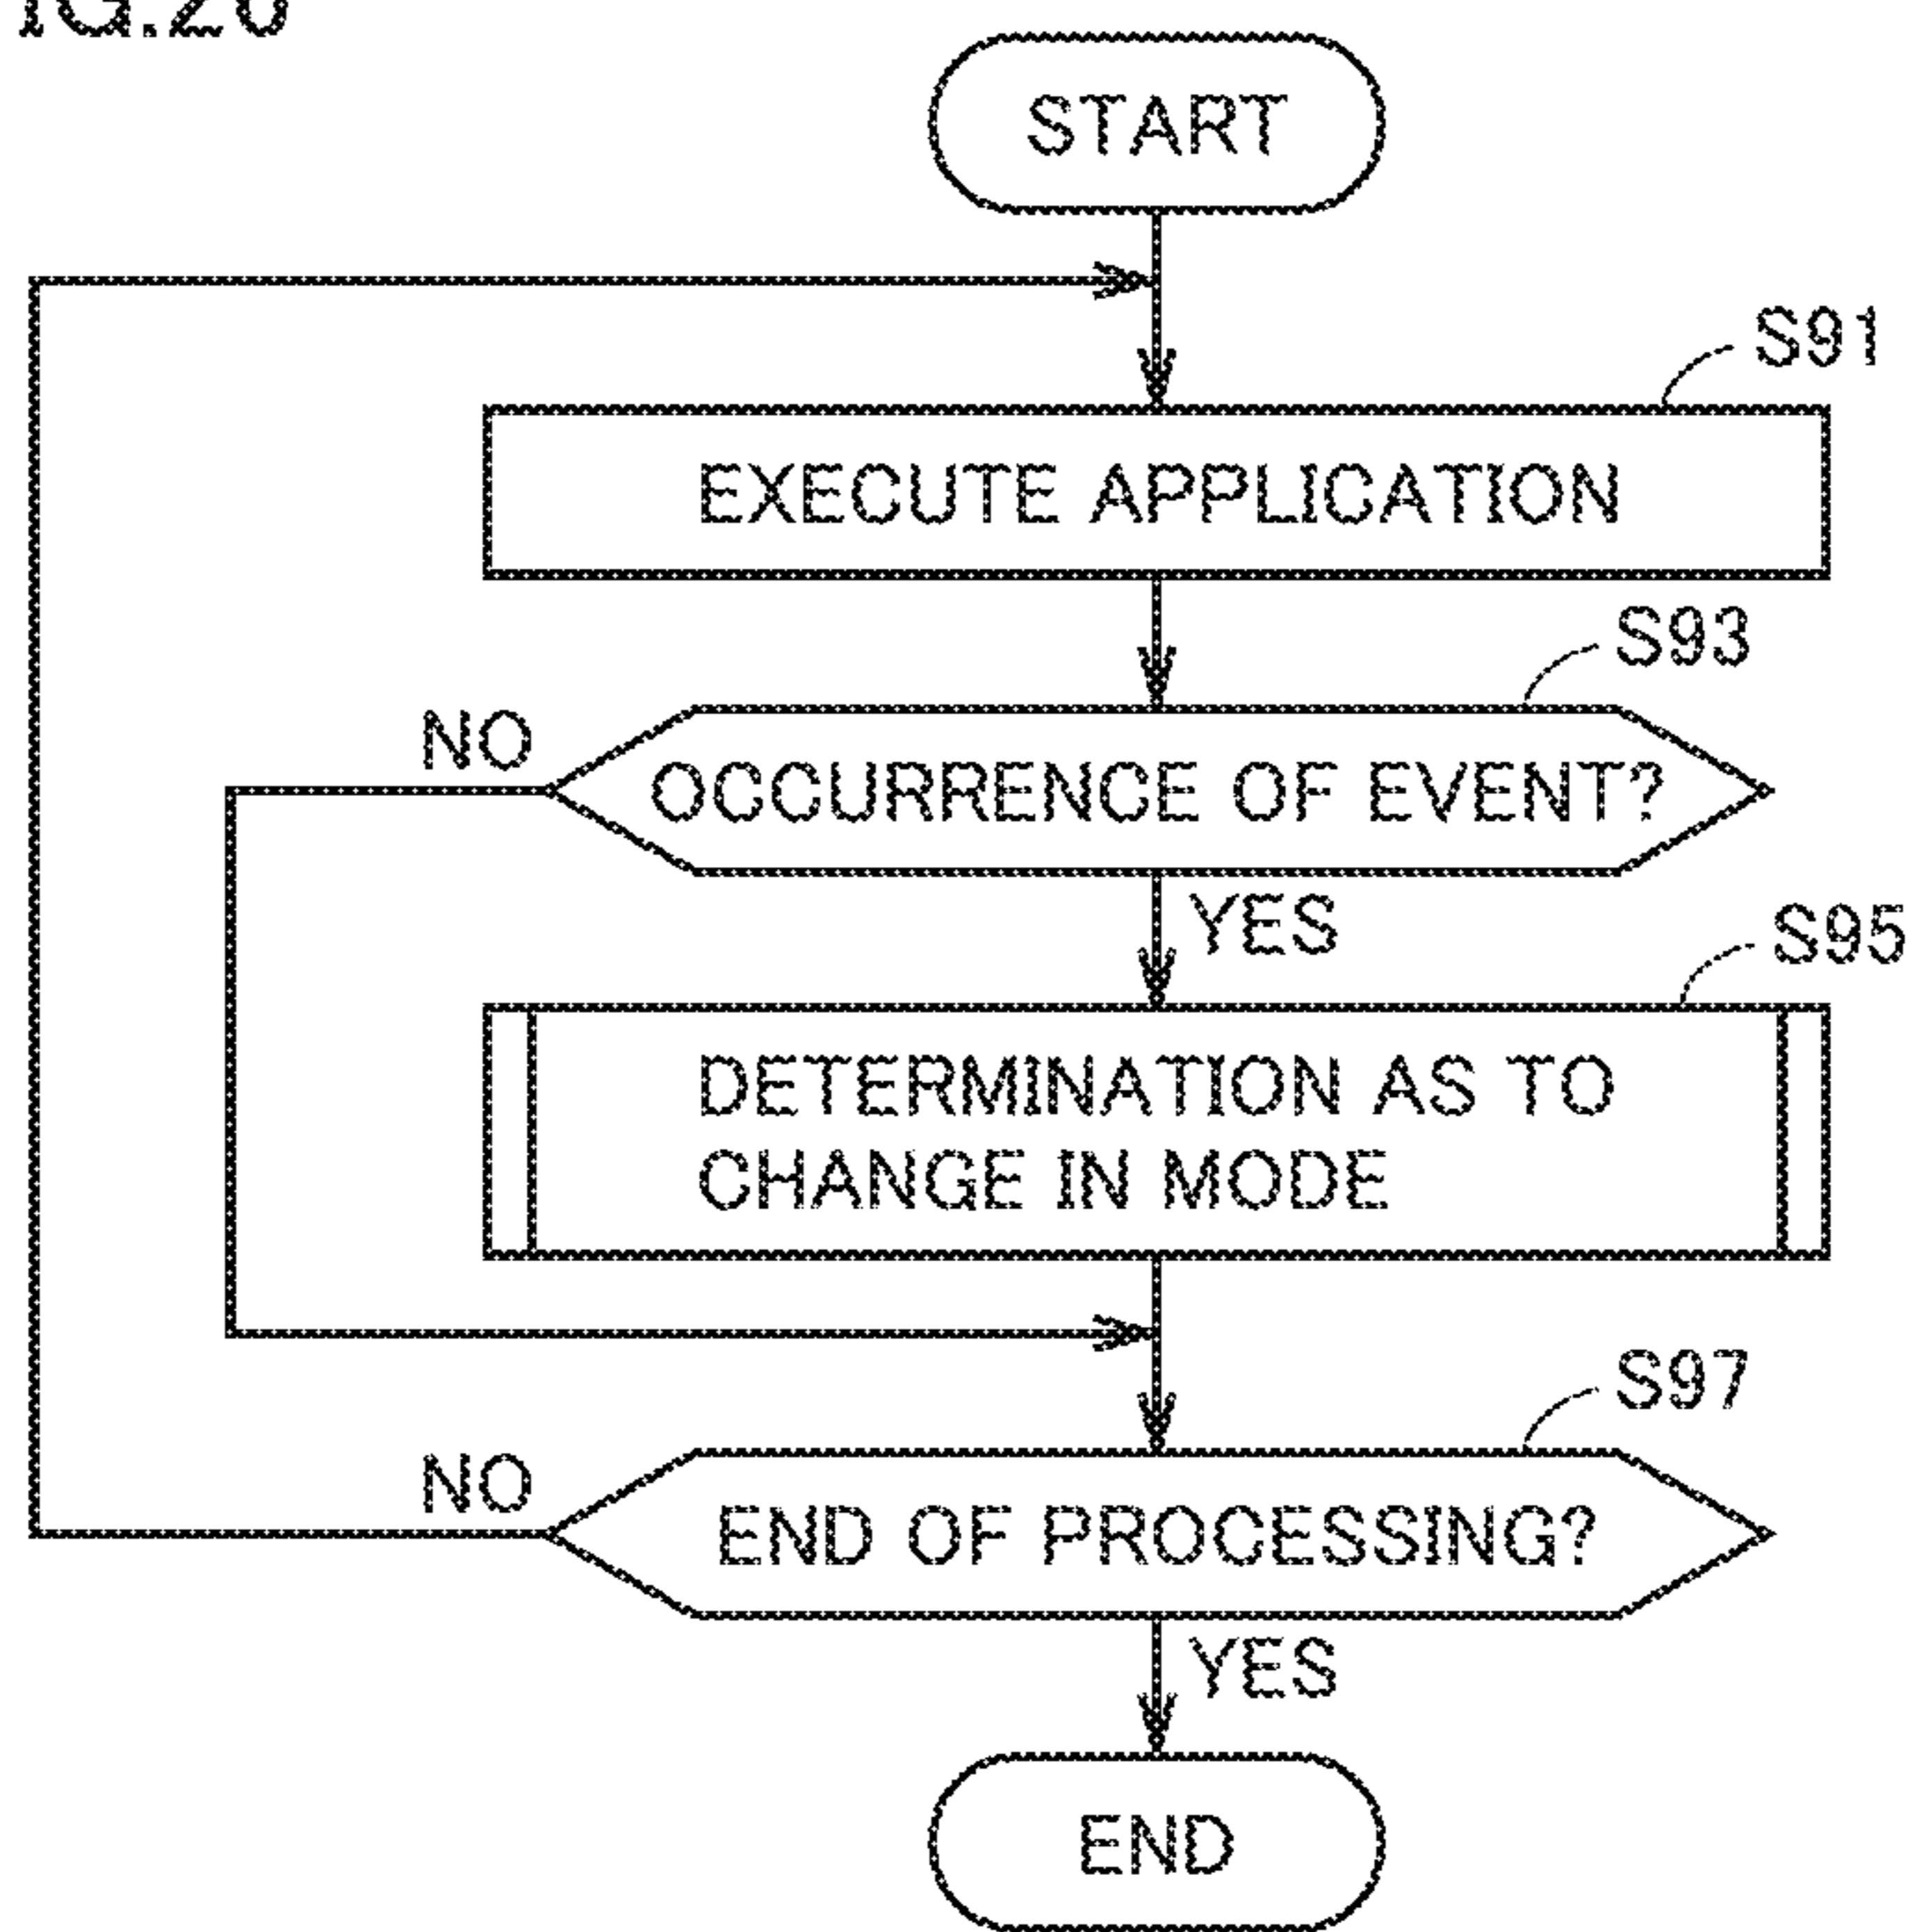 START
S91
EXECUTE APPLICATION
S93
NO
OCCURRENCE OF EVENT?
YES
S95
DETERMINATION AS TO
CHANGE IN MODE
S97
NO
END OF PROCESSING?
YES
END